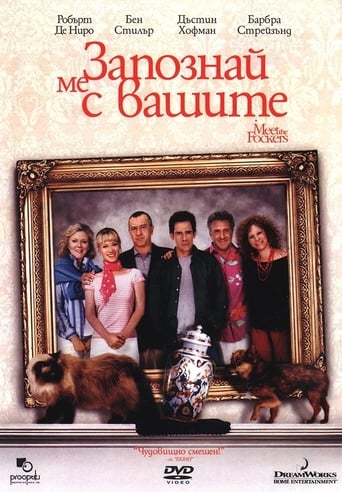 Робърт
Де Ниро
Бен
Стилър
Дъстин
Хофман
Барбра
Стрейзънд
Запознай
ме с вашите
Meet the
Fockers
"Чудовищно
смешен!"
DVD
VIDEO
DREAMWORKS
HOME ENTERTAINMENT